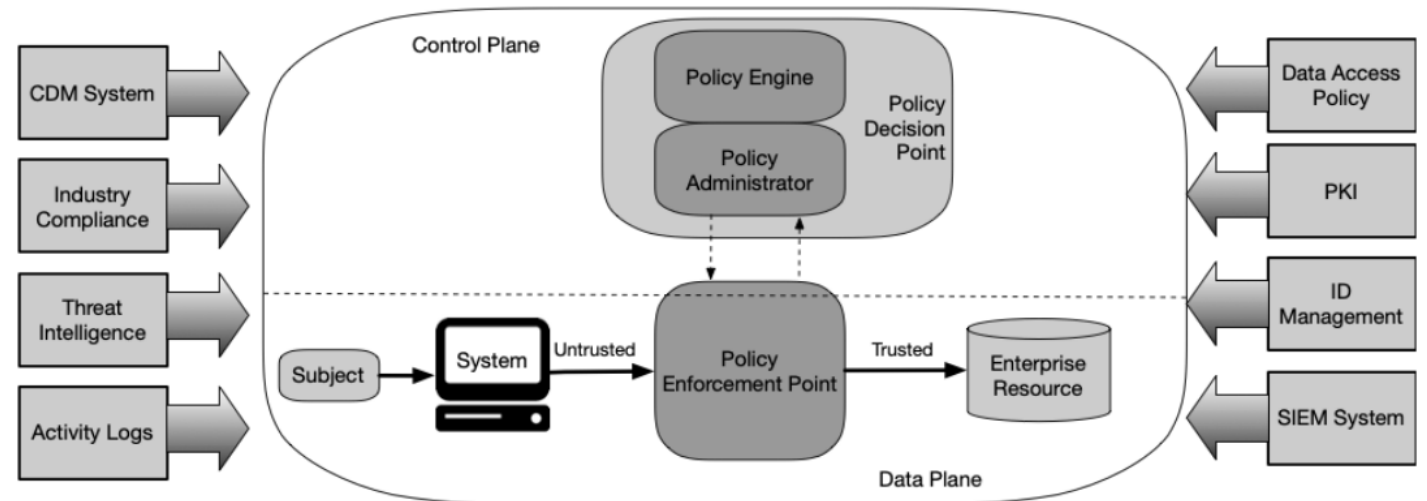 Control Plane
CDM System
Industry
Compliance
Threat
Intelligence
Activity Logs
Policy Engine
Policy
Administrator
Policy
Decision
Point
Subject
System
Untrusted
Policy
Enforcement Point
Trusted
Enterprise
Resource
Data Plane
Data Access
Policy
PKI
ID
Management
SIEM System